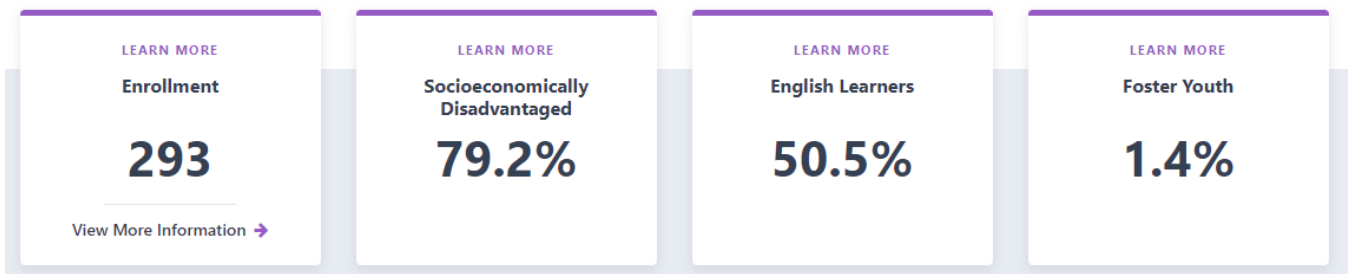 LEARN MORE
Enrollment
293
View More Information
LEARN MORE
Socioeconomically
Disadvantaged
79.2%
LEARN MORE
English Learners
50.5%
LEARN MORE
Foster Youth
1.4%